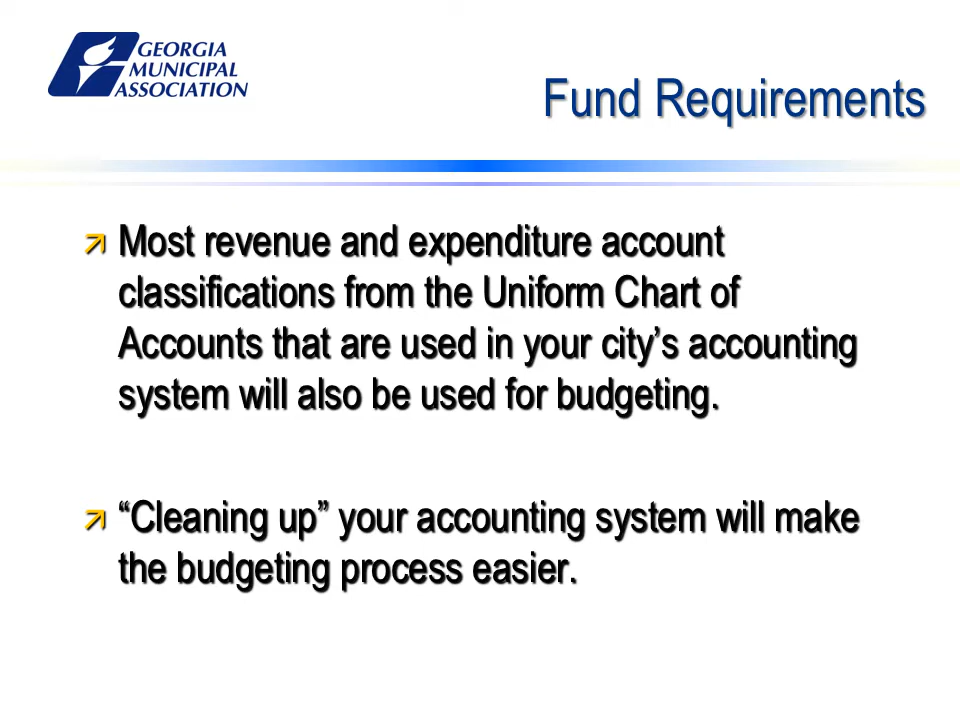 GEORGIA
MUNICIPAL
ASSOCIATION
Fund Requirements
Most revenue and expenditure account
classifications from the Uniform Chart of
Accounts that are used in your city’s accounting
system will also be used for budgeting.
“Cleaning up” your accounting system will make
the budgeting process easier.